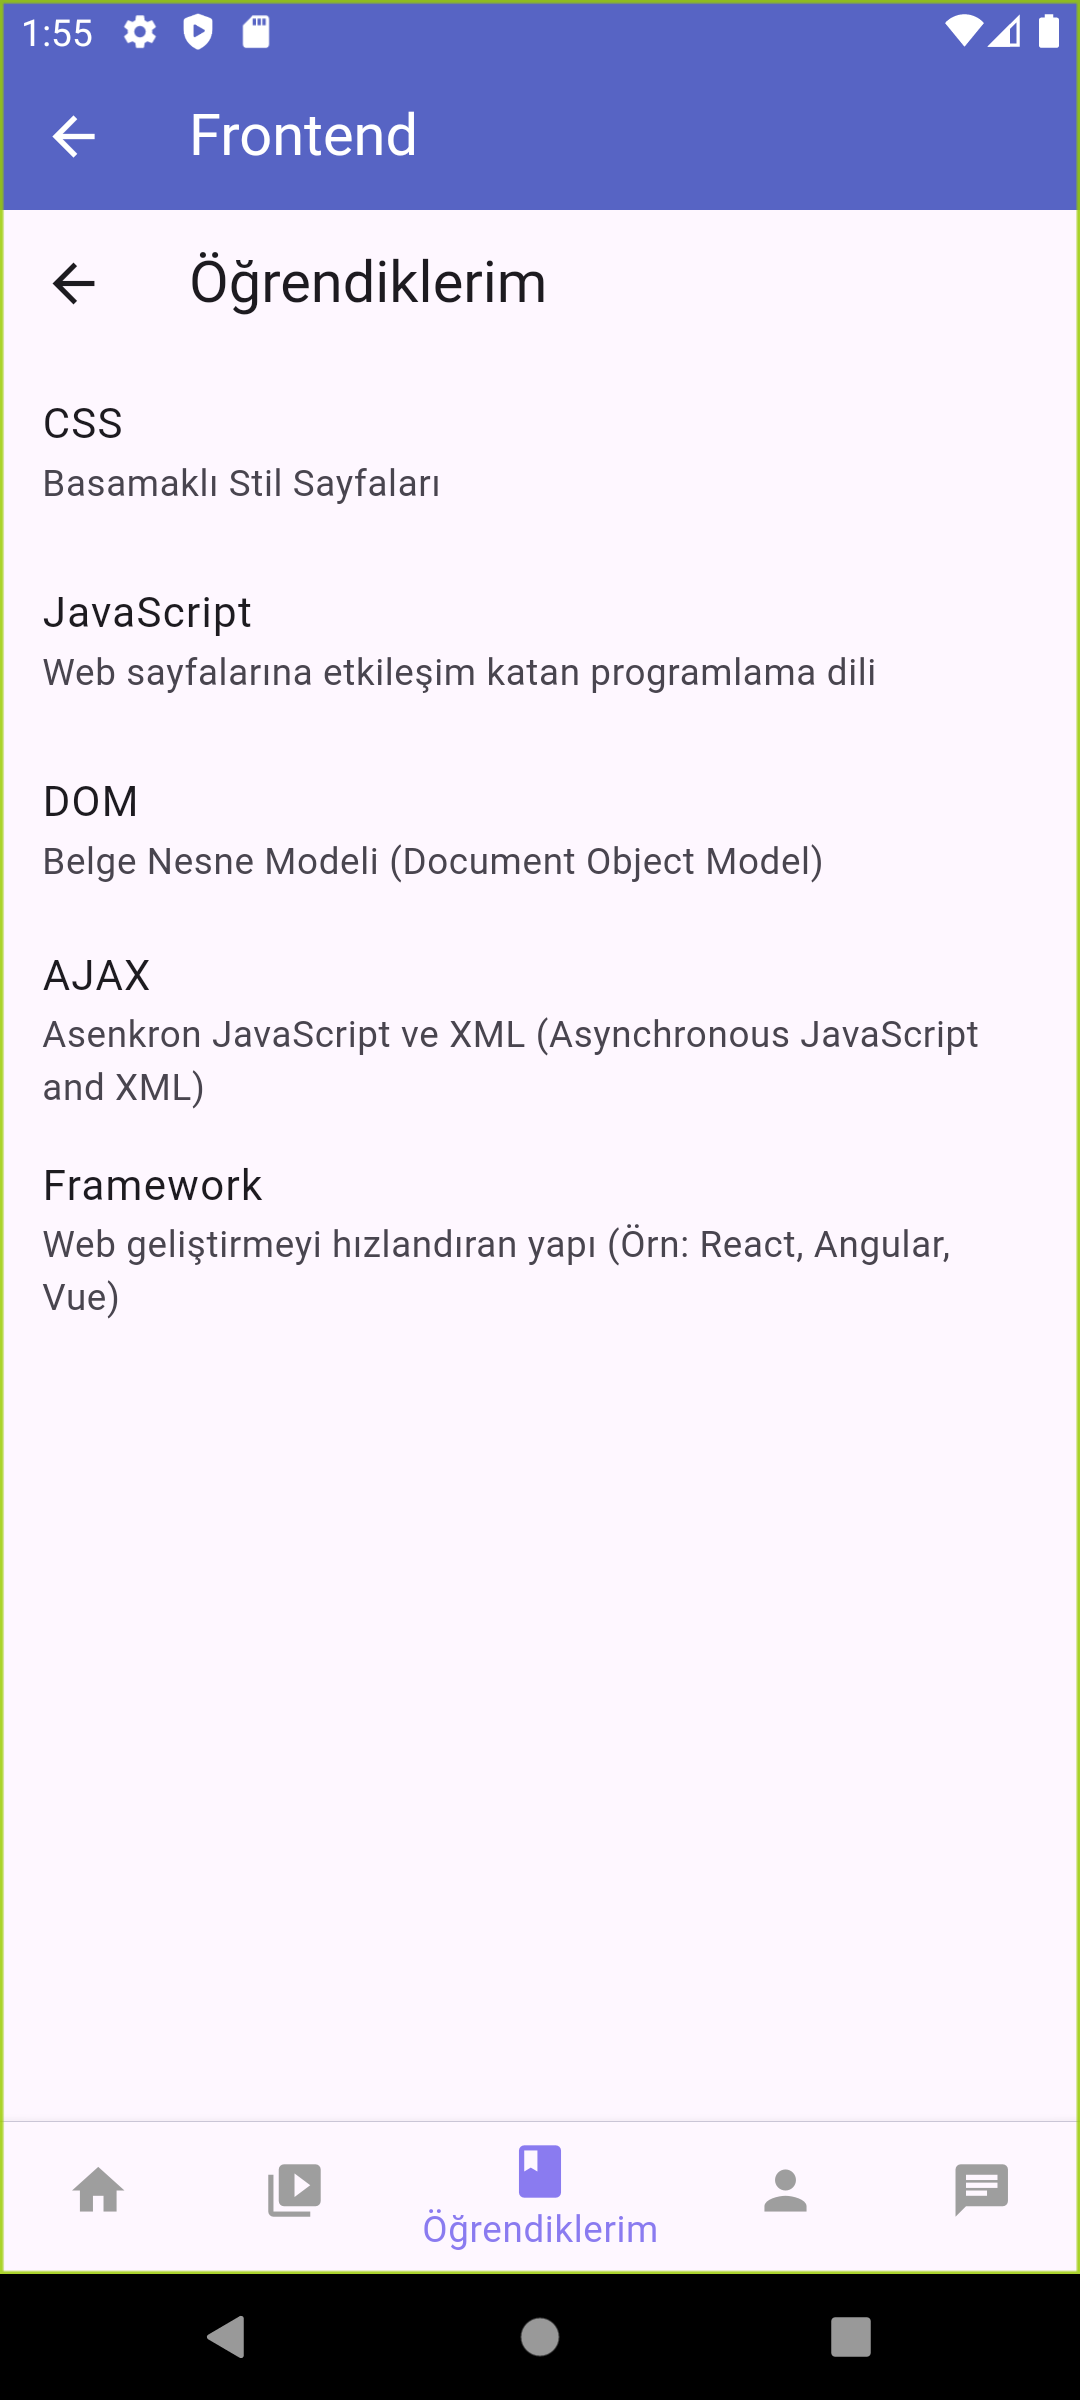 1:55
Frontend
Öğrendiklerim
CSS
Basamaklı Stil Sayfaları
JavaScript
Web sayfalarına etkileşim katan programlama dili
DOM
Belge Nesne Modeli (Document Object Model)
AJAX
Asenkron JavaScript ve XML (Asynchronous JavaScript
and XML)
Framework
Web geliştirmeyi hızlandıran yapı (Örn: React, Angular,
Vue)
Öğrendiklerim